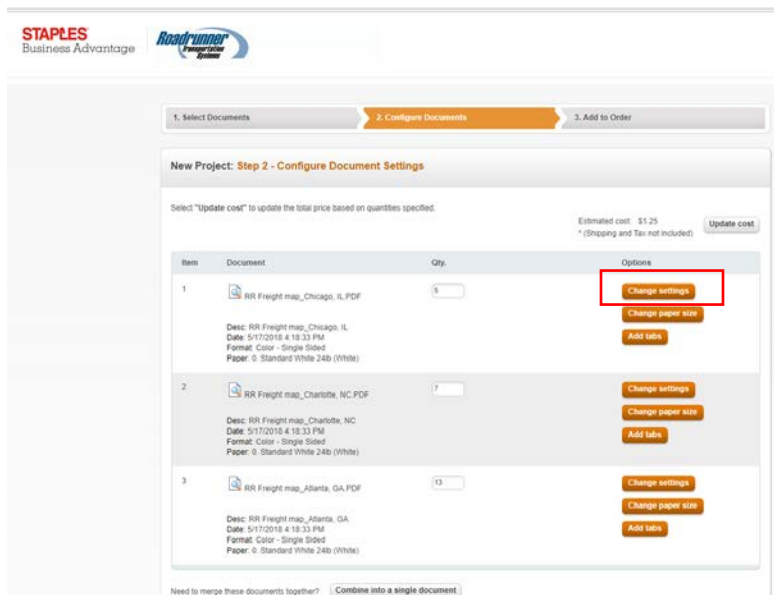 STAPLES
Business Advantage
Roadrunner
Transportation
Systems
1. Select Documents
2. Configure Documents
3. Add to Order
New Project: Step 2 - Configure Document Settings
Select "Update cost" to update the total price based on quantities specified.
Estimated cost: $1.25
* (Shipping and Tax not included)
Update cost
Item Document Qty. Options
1 RR Freight map_Chicago, IL.PDF 5 Change settings
Change paper size
Desc: RR Freight map_Chicago, IL
Add tabs
Date: 5/17/2018 4:18:33 PM
Format: Color - Single Sided
Paper: 0. Standard White 24lb (White)
2 RR Freight map_Charlotte, NC.PDF 7 Change settings
Change paper size
Desc: RR Freight map_Charlotte, NC
Add tabs
Date: 5/17/2018 4:18:33 PM
Format: Color - Single Sided
Paper: 0. Standard White 24lb (White)
3 RR Freight map_Atlanta, GA.PDF 13 Change settings
Change paper size
Desc: RR Freight map_Atlanta, GA
Add tabs
Date: 5/17/2018 4:18:33 PM
Format: Color - Single Sided
Paper: 0. Standard White 24lb (White)
Need to merge these documents together? Combine into a single document